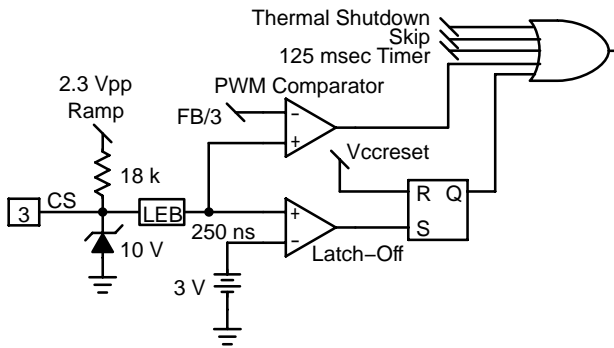 Thermal Shutdown
Skip
125 msec Timer
2.3 Vpp
Ramp
PWM Comparator
FB/3
−
+
Vccreset
18 k
3
CS
LEB
250 ns
+
−
R
Q
S
10 V
Latch−Off
3 V